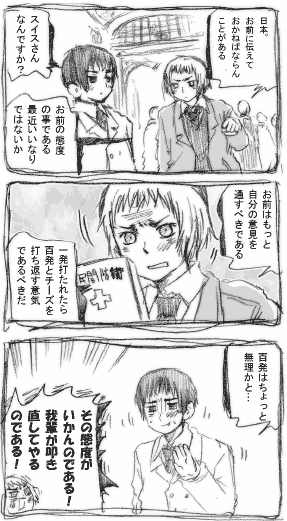 日本。
お前に伝えて
おかねばならん
ことがある
スイスさん
なんですか?
お前の態度
の事である
最近いいなり
ではないか
お前はもっと
自分の意見を
通すべきである
一発打たれたら
百発とチーズを
打ち返す意気
であるべきだ
百発はちょっと
無理かと…
その態度が
いかんのである!
我輩が叩き
直してやる
のである!